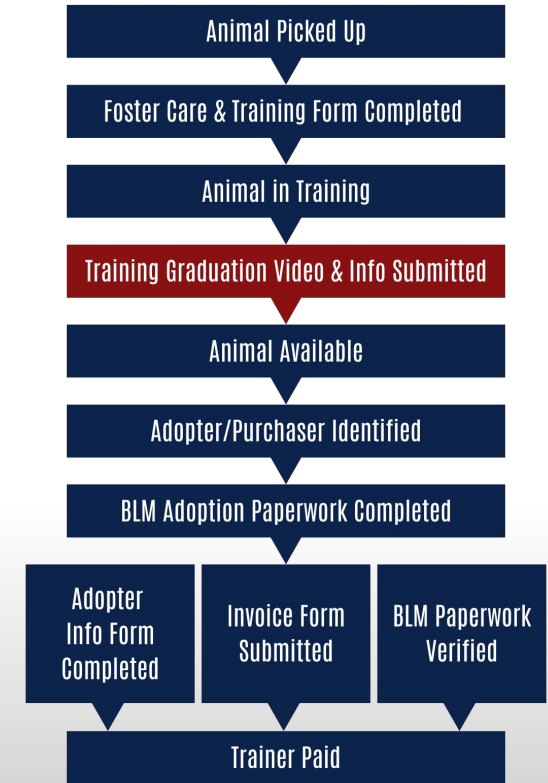 Animal Picked Up
Foster Care & Training Form Completed
Animal in Training
Training Graduation Video & Info Submitted
Animal Available
Adopter/Purchaser Identified
BLM Adoption Paperwork Completed
Adopter
Info Form
Completed
Invoice Form
Submitted
BLM Paperwork
Verified
Trainer Paid